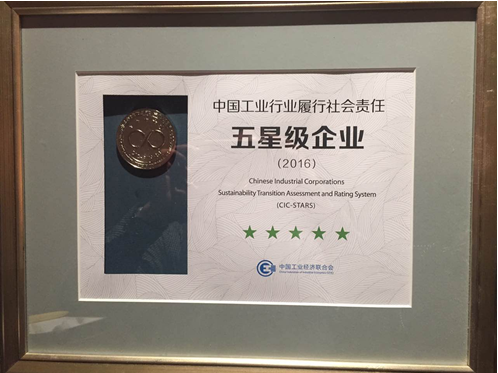 中国工业行业履行社会责任
五星级企业
(2016)
Chinese Industrial Corporations
Sustainability Transition Assessment and Rating System
(CIC-STARS)
中国工业经济联合会